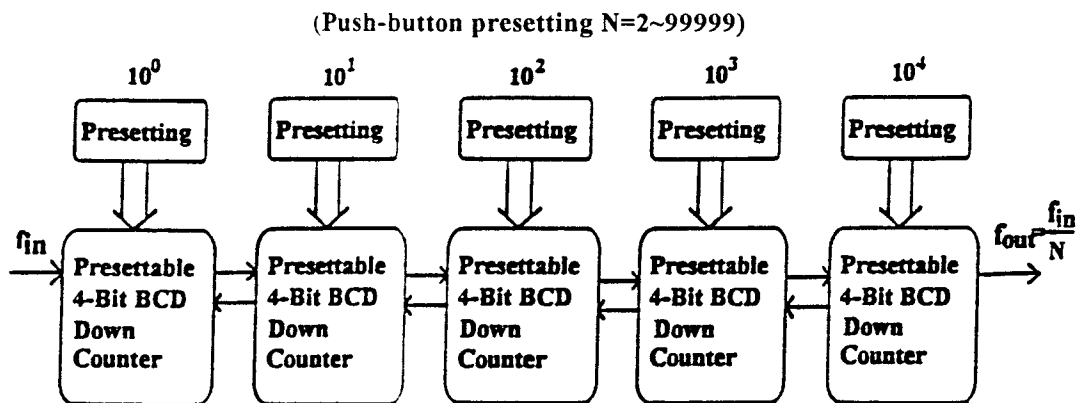 (Push-button presetting N=2~99999)
10⁰ 10¹ 10² 10³ 10⁴
Presetting Presetting Presetting Presetting Presetting
fin
Presettable
4-Bit BCD
Down
Counter
Presettable
4-Bit BCD
Down
Counter
Presettable
4-Bit BCD
Down
Counter
Presettable
4-Bit BCD
Down
Counter
Presettable
4-Bit BCD
Down
Counter
fout=fin/N